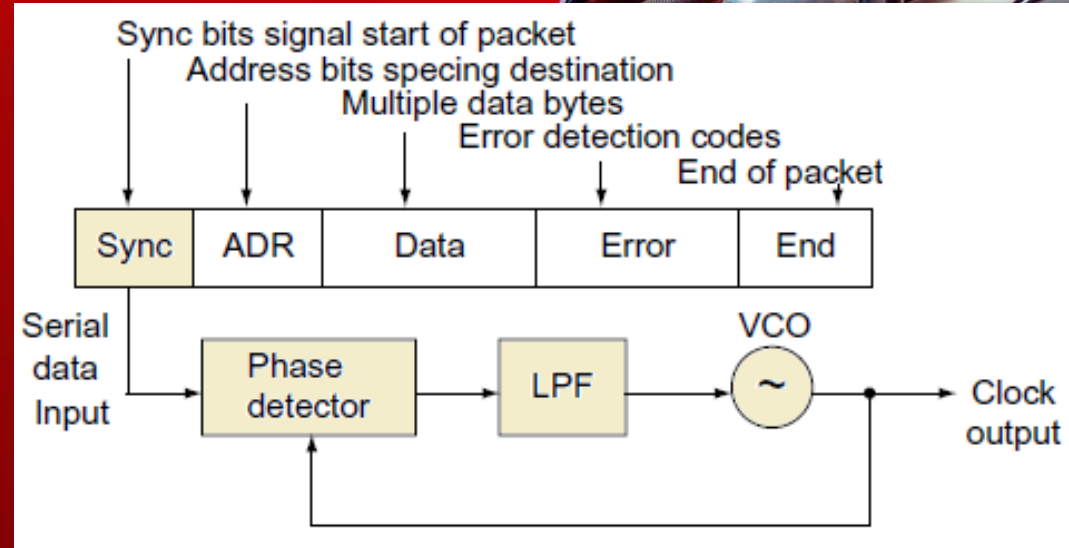 Sync bits signal start of packet
Address bits specing destination
Multiple data bytes
Error detection codes
End of packet
Sync ADR Data Error End
Serial
data
Input
Phase
detector
LPF
VCO
~
Clock
output